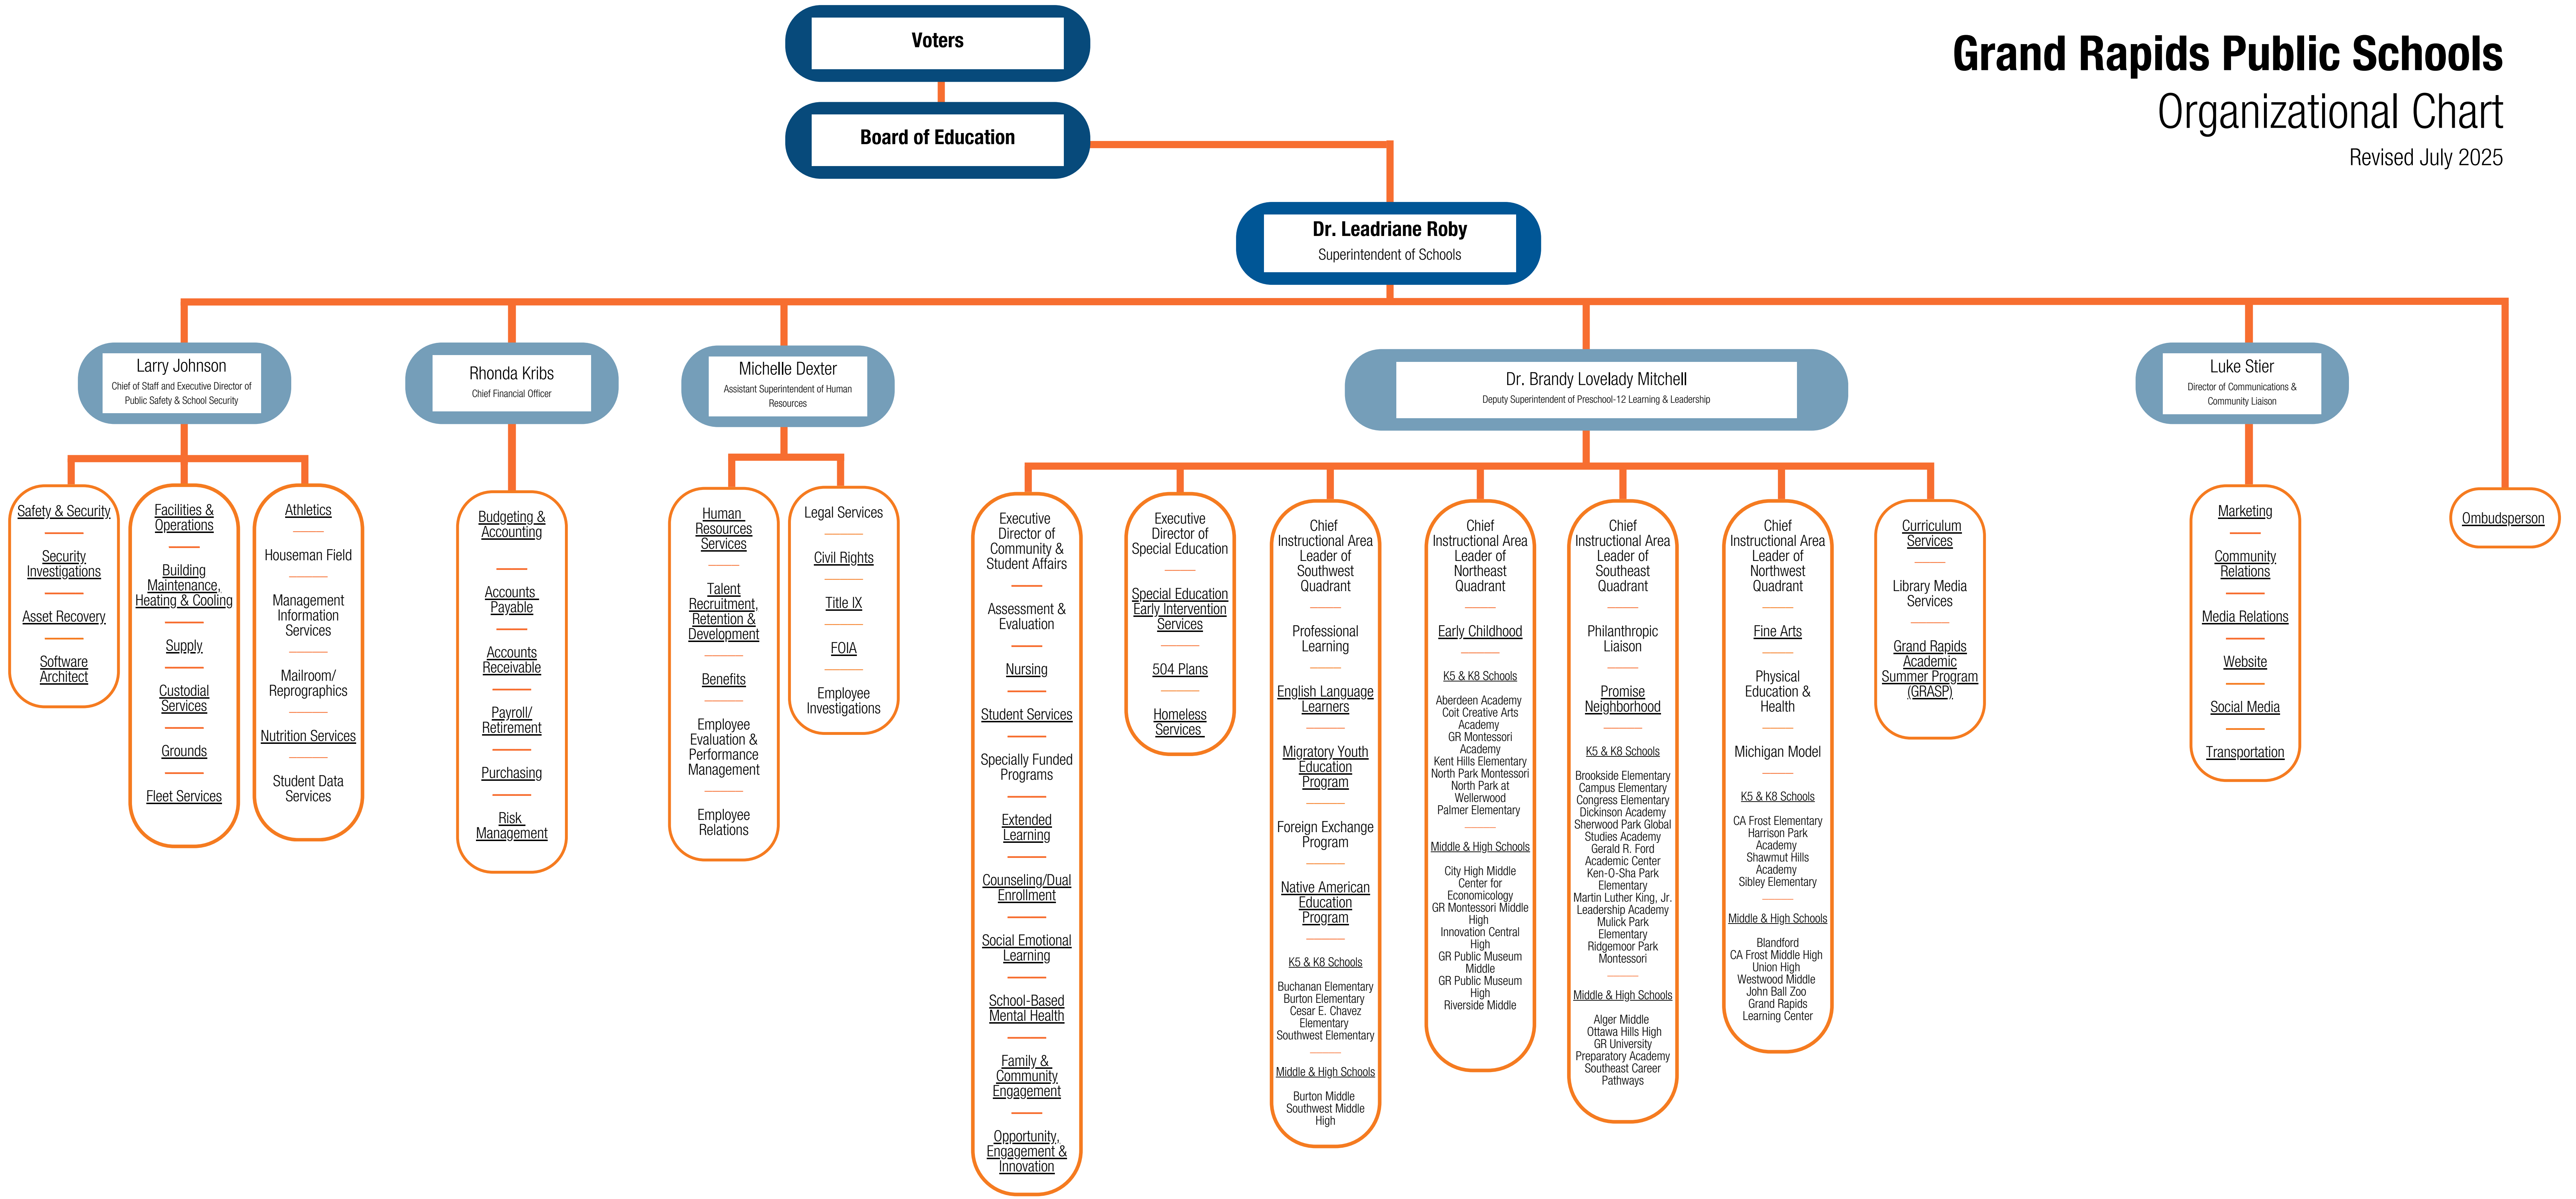 Voters
Board of Education
Grand Rapids Public Schools
Organizational Chart
Revised July 2025
Dr. Leadriane Roby
Superintendent of Schools
Larry Johnson
Chief of Staff and Executive Director of
Public Safety & School Security
Rhonda Kribs
Chief Financial Officer
Michelle Dexter
Assistant Superintendent of Human
Resources
Dr. Brandy Lovelady Mitchell
Deputy Superintendent of Preschool-12 Learning & Leadership
Luke Stier
Director of Communications &
Community Liaison
Safety & Security
Security
Investigations
Asset Recovery
Software
Architect
Facilities &
Operations
Building
Maintenance,
Heating & Cooling
Supply
Custodial
Services
Grounds
Fleet Services
Athletics
Houseman Field
Management
Information
Services
Mailroom/
Reprographics
Nutrition Services
Student Data
Services
Budgeting &
Accounting
Accounts
Payable
Accounts
Receivable
Payroll/
Retirement
Purchasing
Risk
Management
Human
Resources
Services
Talent
Recruitment,
Retention &
Development
Benefits
Employee
Evaluation &
Performance
Management
Employee
Relations
Legal Services
Civil Rights
Title IX
FOIA
Employee
Investigations
Executive
Director of
Community &
Student Affairs
Assessment &
Evaluation
Nursing
Student Services
Specially Funded
Programs
Extended
Learning
Counseling/Dual
Enrollment
Social Emotional
Learning
School-Based
Mental Health
Family &
Community
Engagement
Opportunity,
Engagement &
Innovation
Executive
Director of
Special Education
Special Education
Early Intervention
Services
504 Plans
Homeless
Services
Chief
Instructional Area
Leader of
Southwest
Quadrant
Professional
Learning
English Language
Learners
Migratory Youth
Education
Program
Foreign Exchange
Program
Native American
Education
Program
K5 & K8 Schools
Buchanan Elementary
Burton Elementary
Cesar E. Chavez
Elementary
Southwest Elementary
Middle & High Schools
Burton Middle
Southwest Middle
High
Chief
Instructional Area
Leader of
Northeast
Quadrant
Early Childhood
K5 & K8 Schools
Aberdeen Academy
Coit Creative Arts
Academy
GR Montessori
Academy
Kent Hills Elementary
North Park Montessori
North Park at
Wellerwood
Palmer Elementary
Middle & High Schools
City High Middle
Center for
Economicology
GR Montessori Middle
High
Innovation Central
High
GR Public Museum
Middle
GR Public Museum
High
Riverside Middle
Chief
Instructional Area
Leader of
Southeast
Quadrant
Philanthropic
Liaison
Promise
Neighborhood
K5 & K8 Schools
Brookside Elementary
Campus Elementary
Congress Elementary
Dickinson Academy
Sherwood Park Global
Studies Academy
Gerald R. Ford
Academic Center
Ken-O-Sha Park
Elementary
Martin Luther King, Jr.
Leadership Academy
Mulick Park
Elementary
Ridgemoor Park
Montessori
Middle & High Schools
Alger Middle
Ottawa Hills High
GR University
Preparatory Academy
Southeast Career
Pathways
Chief
Instructional Area
Leader of
Northwest
Quadrant
Fine Arts
Physical
Education &
Health
Michigan Model
K5 & K8 Schools
CA Frost Elementary
Harrison Park
Academy
Shawmut Hills
Academy
Sibley Elementary
Middle & High Schools
Blandford
CA Frost Middle High
Union High
Westwood Middle
John Ball Zoo
Grand Rapids
Learning Center
Curriculum
Services
Library Media
Services
Grand Rapids
Academic
Summer Program
(GRASP)
Marketing
Community
Relations
Media Relations
Website
Social Media
Transportation
Ombudsperson